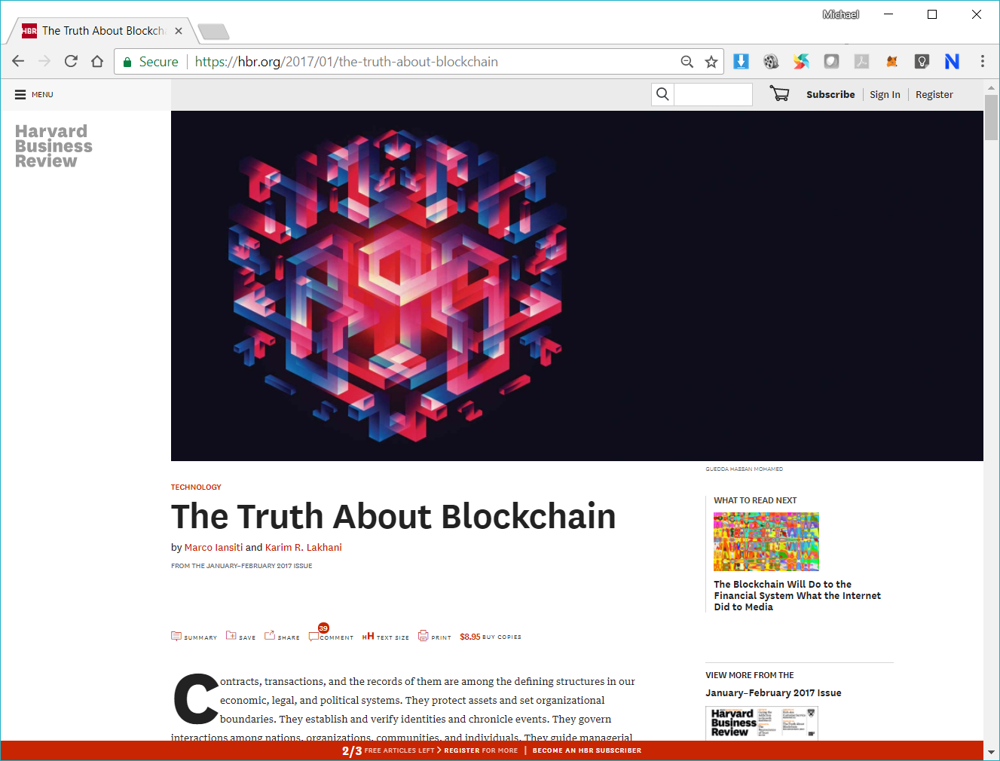 Michael
HBR
The Truth About Blockch
Secure
https://hbr.org/2017/01/the-truth-about-blockchain
MENU
Subscribe
Sign In
Register
Harvard
Business
Review
GUEDDA HASSAN MOHAMED
TECHNOLOGY
The Truth About Blockchain
by Marco Iansiti and Karim R. Lakhani
FROM THE JANUARY–FEBRUARY 2017 ISSUE
WHAT TO READ NEXT
The Blockchain Will Do to the
Financial System What the Internet
Did to Media
SUMMARY
SAVE
SHARE
39
COMMENT
HH TEXT SIZE
PRINT
$8.95 BUY COPIES
VIEW MORE FROM THE
January–February 2017 Issue
Harvard
Business
Review
Contracts, transactions, and the records of them are among the defining structures in our
economic, legal, and political systems. They protect assets and set organizational
boundaries. They establish and verify identities and chronicle events. They govern
interactions among nations, organizations, communities, and individuals. They guide managerial
2/3 FREE ARTICLES LEFT REGISTER FOR MORE | BECOME AN HBR SUBSCRIBER